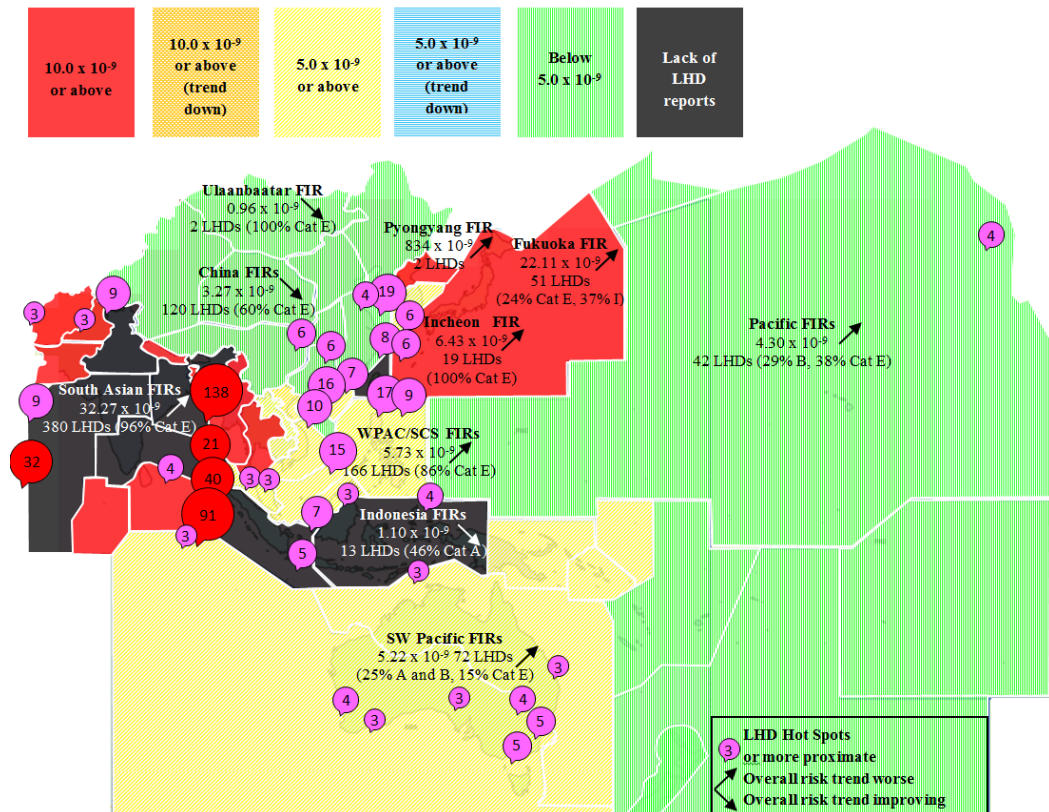 10.0 x 10-9
or above
10.0 x 10-9
or above
(trend
down)
5.0 x 10-9
or above
5.0 x 10-9
or above
(trend
down)
Below
5.0 x 10-9
Lack of
LHD
reports
Ulaanbaatar FIR
0.96 x 10-9
2 LHDs (100% Cat E)
Pyongyang FIR
834 x 10-9
2 LHDs
Fukuoka FIR
22.11 x 10-9
51 LHDs
(24% Cat E, 37% I)
China FIRs
3.27 x 10-9
120 LHDs (60% Cat E)
Incheon FIR
6.43 x 10-9
19 LHDs
(100% Cat E)
Pacific FIRs
4.30 x 10-9
42 LHDs (29% B, 38% Cat E)
South Asian FIRs
32.27 x 10-9
380 LHDs (96% Cat E)
WPAC/SCS FIRs
5.73 x 10-9
166 LHDs (86% Cat E)
Indonesia FIRs
1.10 x 10-9
13 LHDs (46% Cat A)
SW Pacific FIRs
5.22 x 10-9 72 LHDs
(25% A and B, 15% Cat E)
4
9
3
3
4
19
6
6
8
6
6
7
16
10
17
9
138
9
32
21
4
40
91
3
3
3
15
3
7
4
5
3
3
4
3
3
4
5
5
LHD Hot Spots
3
or more proximate
Overall risk trend worse
Overall risk trend improving